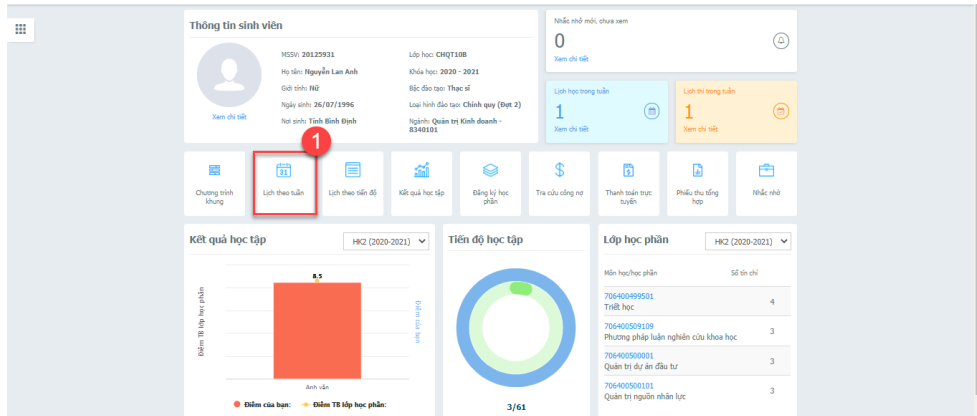 Thông tin sinh viên
MSSV: 20125931
Họ tên: Nguyễn Lan Anh
Giới tính: Nữ
Ngày sinh: 26/07/1996
Nơi sinh: Tỉnh Bình Định
Xem chi tiết
Lớp học: CHQT10B
Khóa học: 2020 - 2021
Bậc đào tạo: Thạc sĩ
Loại hình đào tạo: Chính quy (Đợt 2)
Ngành: Quản trị Kinh doanh -
8340101
Nhắc nhở mới, chưa xem
0
Xem chi tiết
Lịch học trong tuần
1
Xem chi tiết
Lịch thi trong tuần
1
Xem chi tiết
1
Chương trình
khung
31
Lịch theo tuần
Lịch theo tiến độ
Kết quả học tập
Đăng ký học
phần
Tra cứu công nợ
Thanh toán trực
tuyến
Phiếu thu tổng
hợp
Nhắc nhở
Kết quả học tập
HK2 (2020-2021)
8.5
Điểm TB lớp học phần
Điểm của bạn
Anh văn
Điểm của bạn:
Điểm TB lớp học phần:
Tiến độ học tập
3/61
Lớp học phần
HK2 (2020-2021)
Môn học/học phần Số tín chỉ
706400499501
Triết học 4
706400509109
Phương pháp luận nghiên cứu khoa học 3
706400500001
Quản trị dự án đầu tư 3
706400500101
Quản trị nguồn nhân lực 3